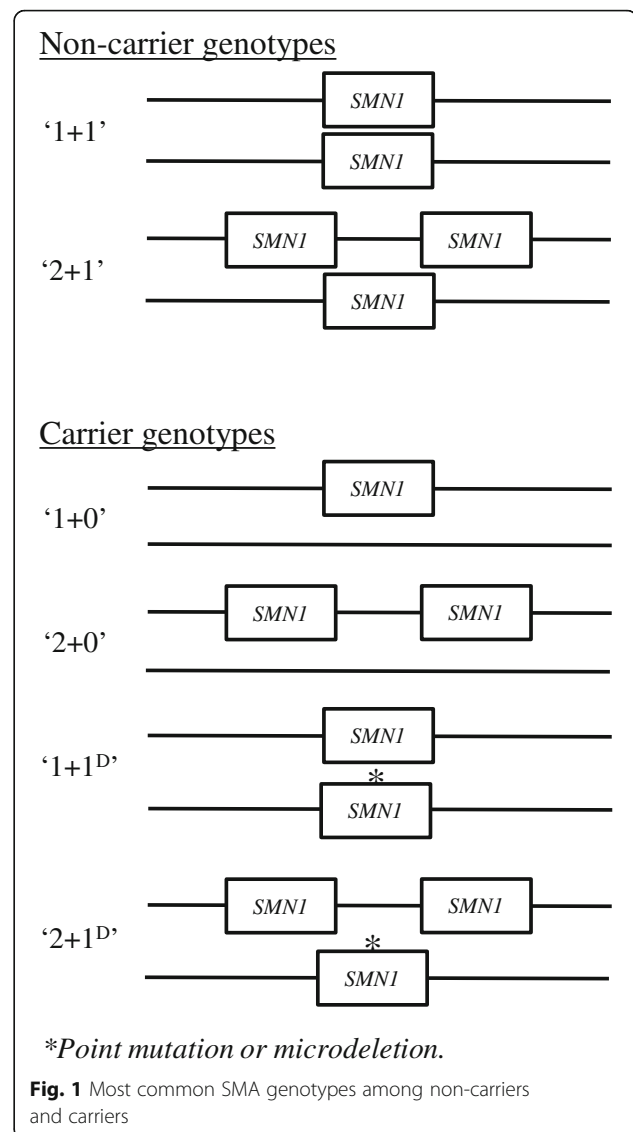 Non-carrier genotypes
SMN1
‘1+1’
SMN1
SMN1 SMN1
‘2+1’
SMN1
Carrier genotypes
SMN1
‘1+0’
SMN1 SMN1
‘2+0’
SMN1
‘1+1ᴰ’
*
SMN1
SMN1 SMN1
‘2+1ᴰ’
*
SMN1
*Point mutation or microdeletion.
Fig. 1 Most common SMA genotypes among non-carriers
and carriers